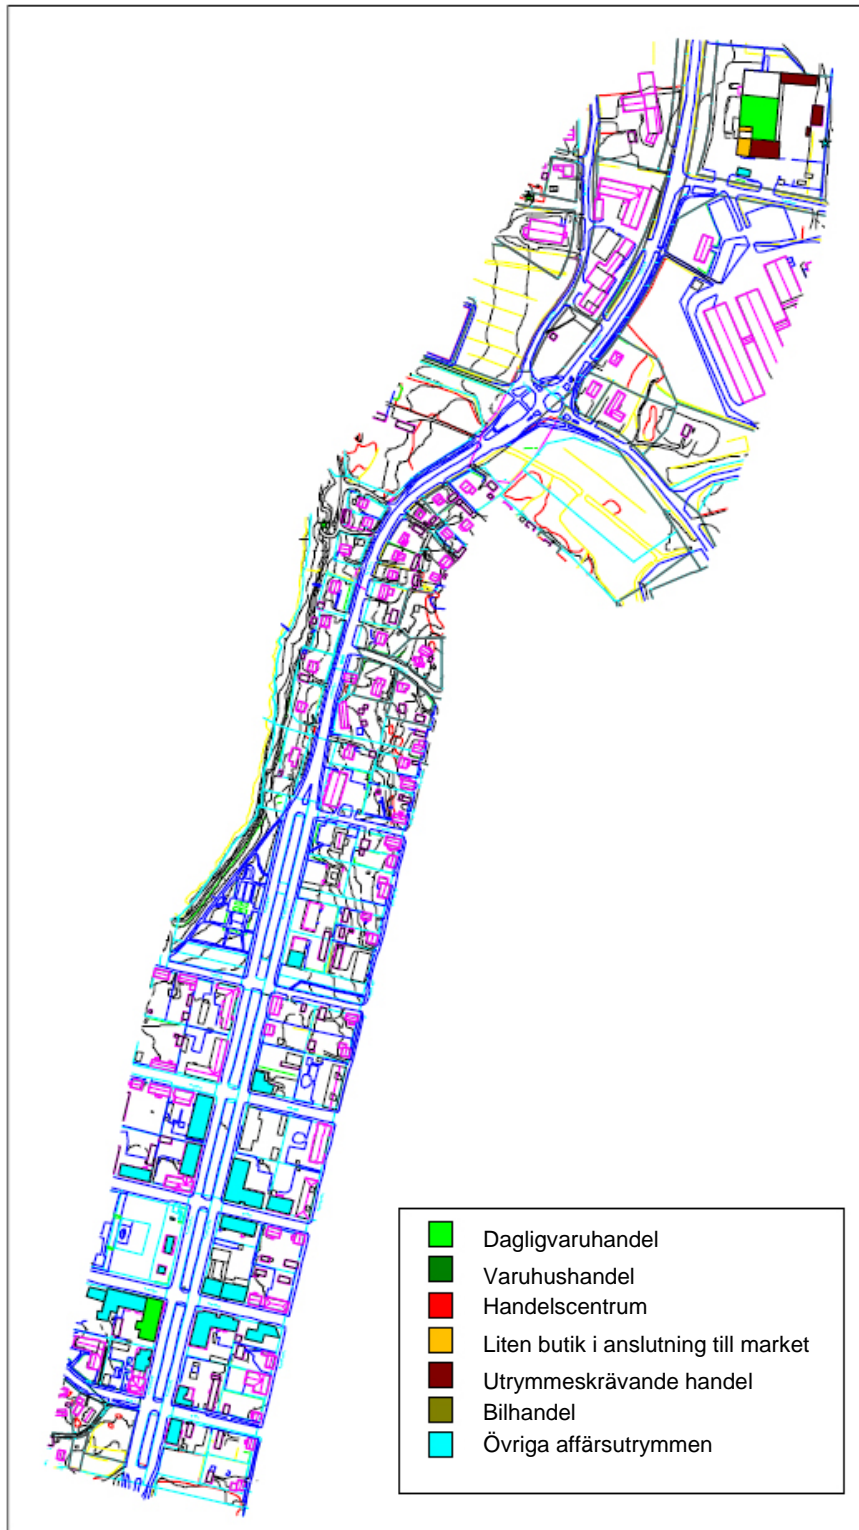 Dagligvaruhandel
Varuhushandel
Handelscentrum
Liten butik i anslutning till market
Utrymmeskrävande handel
Bilhandel
Övriga affärsutrymmen